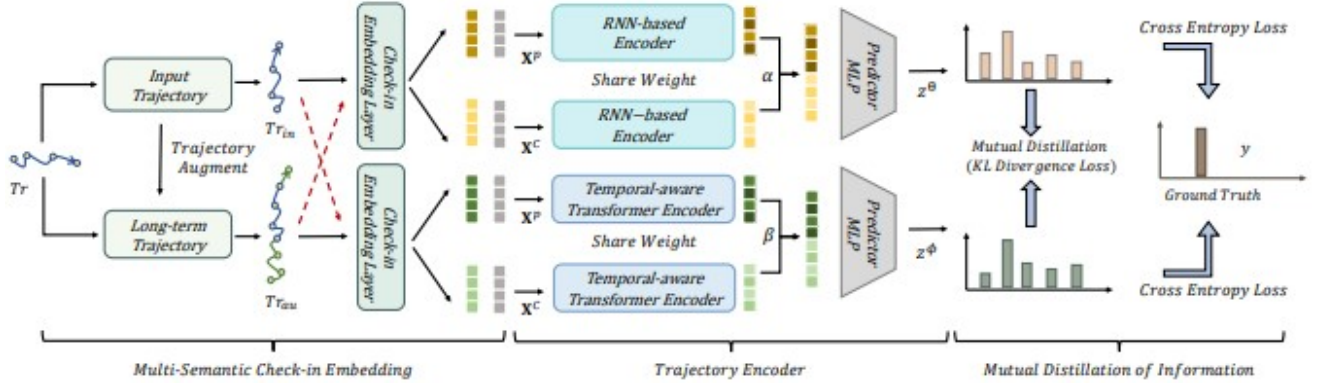 Input
Trajectory
Tr_in
Trajectory
Augment
Tr
Long-term
Trajectory
Tr_au
Check-in
Embedding Layer
Check-in
Embedding Layer
X^p
X^C
X^p
X^C
RNN-based
Encoder
Share Weight
RNN−based
Encoder
Temporal-aware
Transformer Encoder
Share Weight
Temporal-aware
Transformer Encoder
α
β
Predictor
MLP
Predictor
MLP
z^θ
z^ϕ
Mutual Distillation
(KL Divergence Loss)
Cross Entropy Loss
y
Ground Truth
Cross Entropy Loss
Multi-Semantic Check-in Embedding
Trajectory Encoder
Mutual Distillation of Information